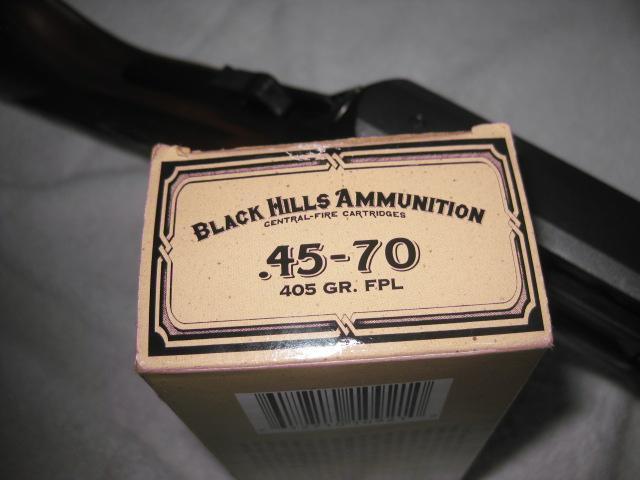 BLACK HILLS AMMUNITION
CENTRAL-FIRE CARTRIDGES
.45-70
405 GR. FPL